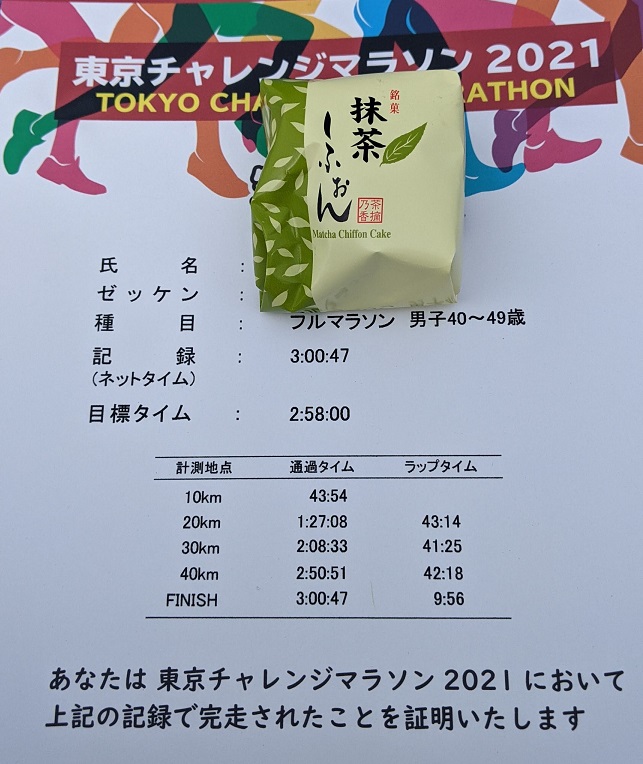 東京チャレンジマラソン 2021
TOKYO CHA ARATHON
銘菓
抹茶
しふぉん
茶摘
乃香
Matcha Chiffon Cake
氏 名 :
ゼッケン :
種 目 : フルマラソン 男子40～49歳
記 録 : 3:00:47
(ネットタイム)
目標タイム : 2:58:00
計測地点 通過タイム ラップタイム
10km 43:54
20km 1:27:08 43:14
30km 2:08:33 41:25
40km 2:50:51 42:18
FINISH 3:00:47 9:56
あなたは 東京チャレンジマラソン 2021 において
上記の記録で完走されたことを証明いたします